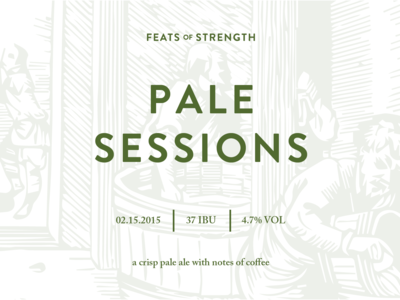 FEATS OF STRENGTH
PALE
SESSIONS
02.15.2015 | 37 IBU | 4.7% VOL
a crisp pale ale with notes of coffee